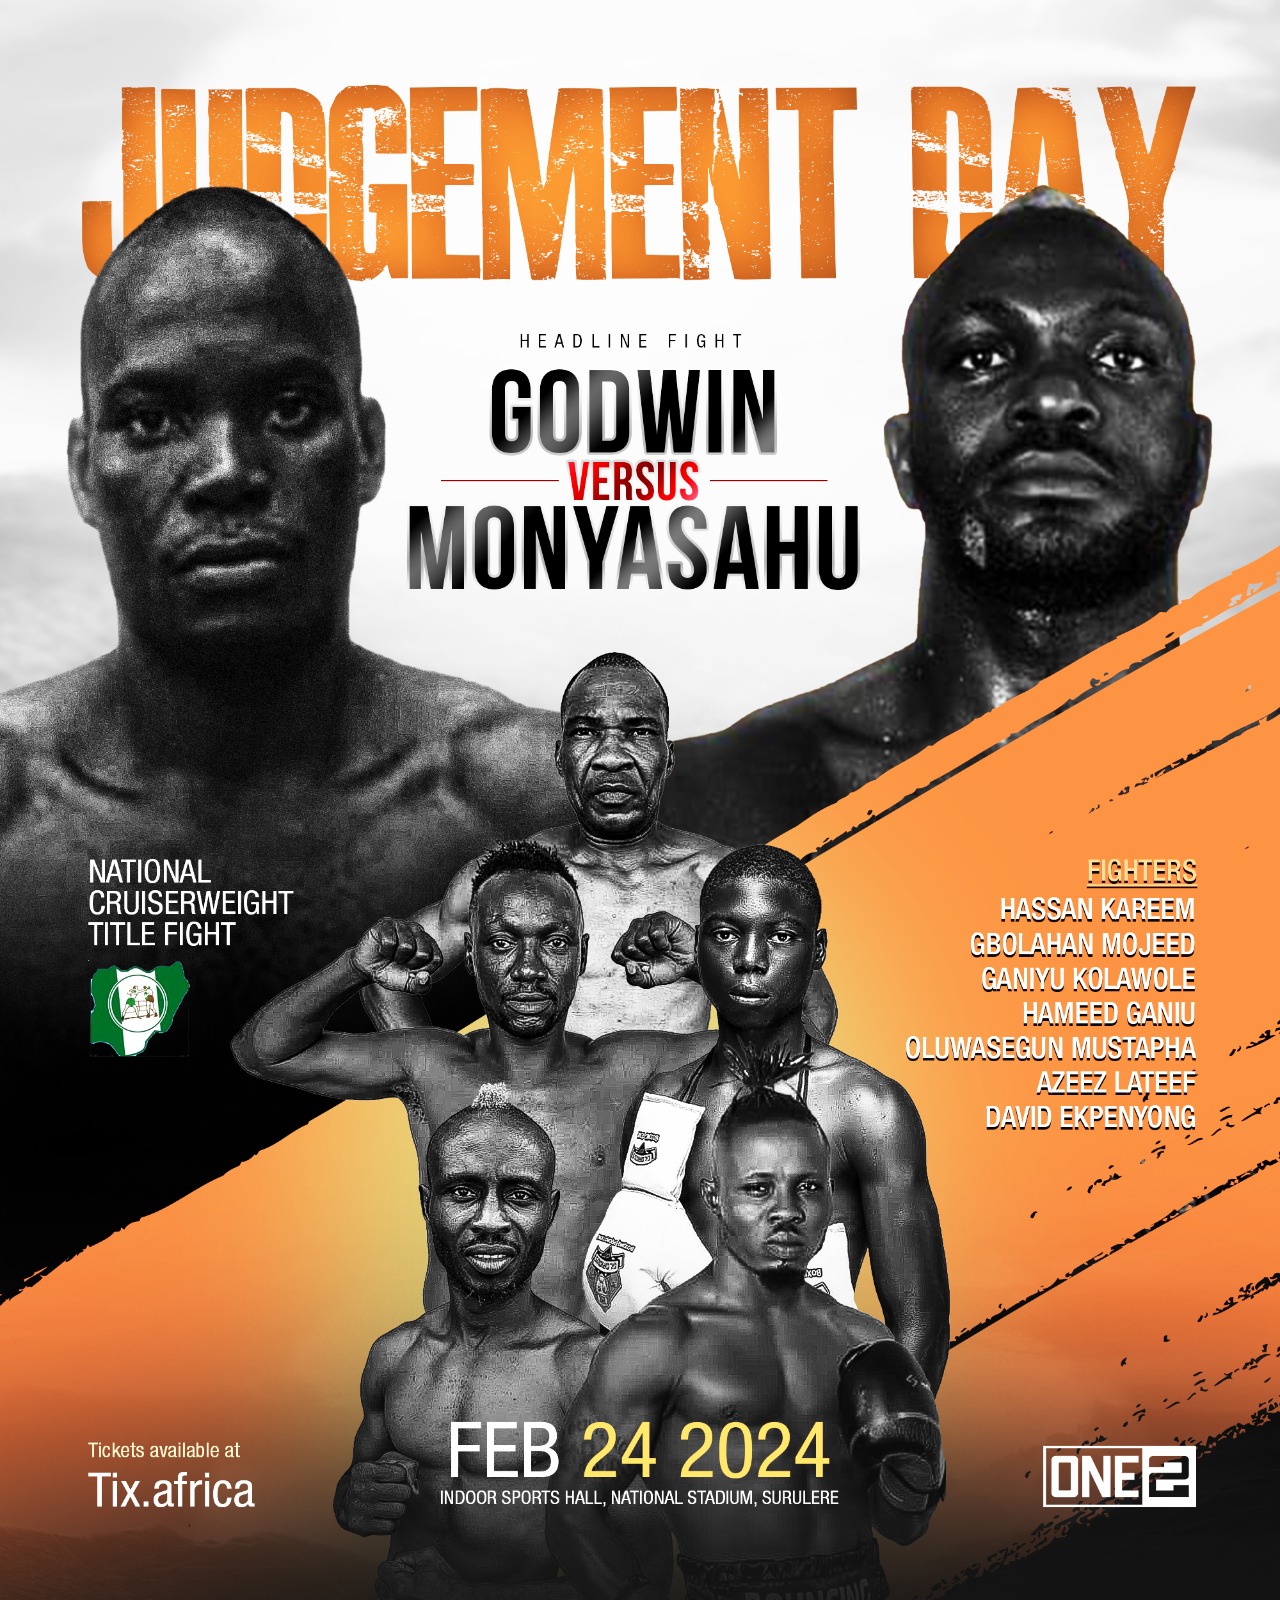 JUDGEMENT DAY
HEADLINE FIGHT
GODWIN
VERSUS
MONYASAHU
NATIONAL
CRUISERWEIGHT
TITLE FIGHT
FIGHTERS
HASSAN KAREEM
GBOLAHAN MOJEED
GANIYU KOLAWOLE
HAMEED GANIU
OLUWASEGUN MUSTAPHA
AZEEZ LATEEF
DAVID EKPENYONG
Tickets available at
Tix.africa
FEB 24 2024
INDOOR SPORTS HALL, NATIONAL STADIUM, SURULERE
ONE2